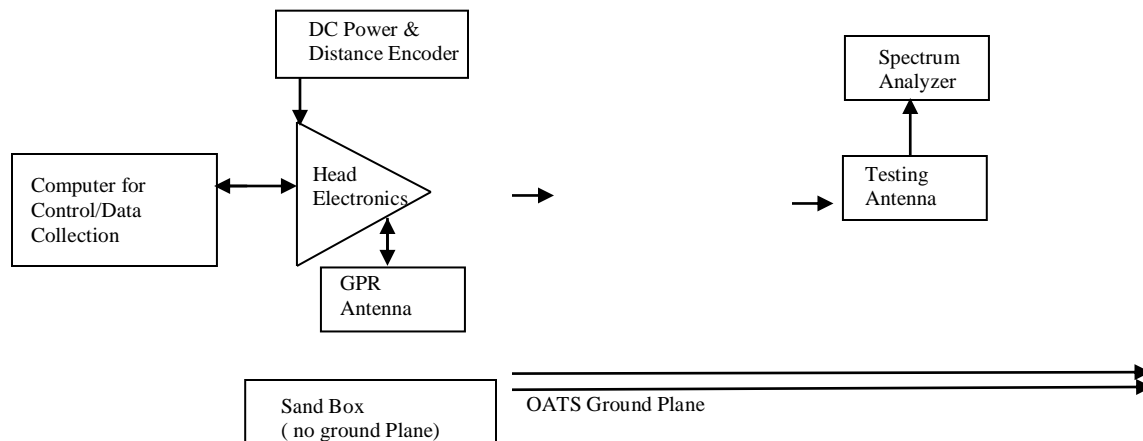 DC Power &
Distance Encoder
Spectrum
Analyzer
Computer for
Control/Data
Collection
Head
Electronics
Testing
Antenna
GPR
Antenna
Sand Box
( no ground Plane)
OATS Ground Plane